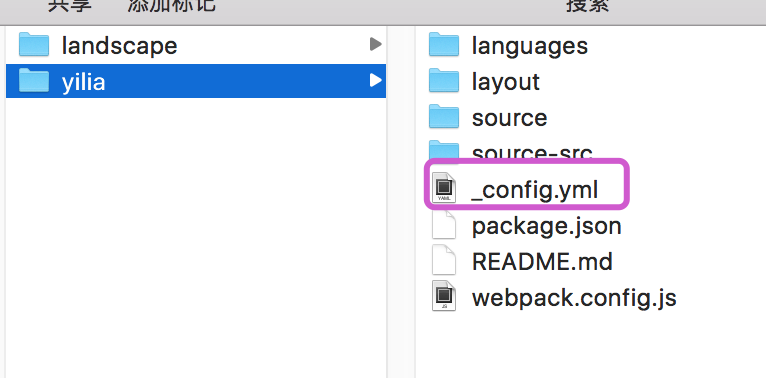 共享 添加标记 搜索
landscape
yilia
languages
layout
source
source-src
_config.yml
YAML
package.json
README.md
webpack.config.js
JS